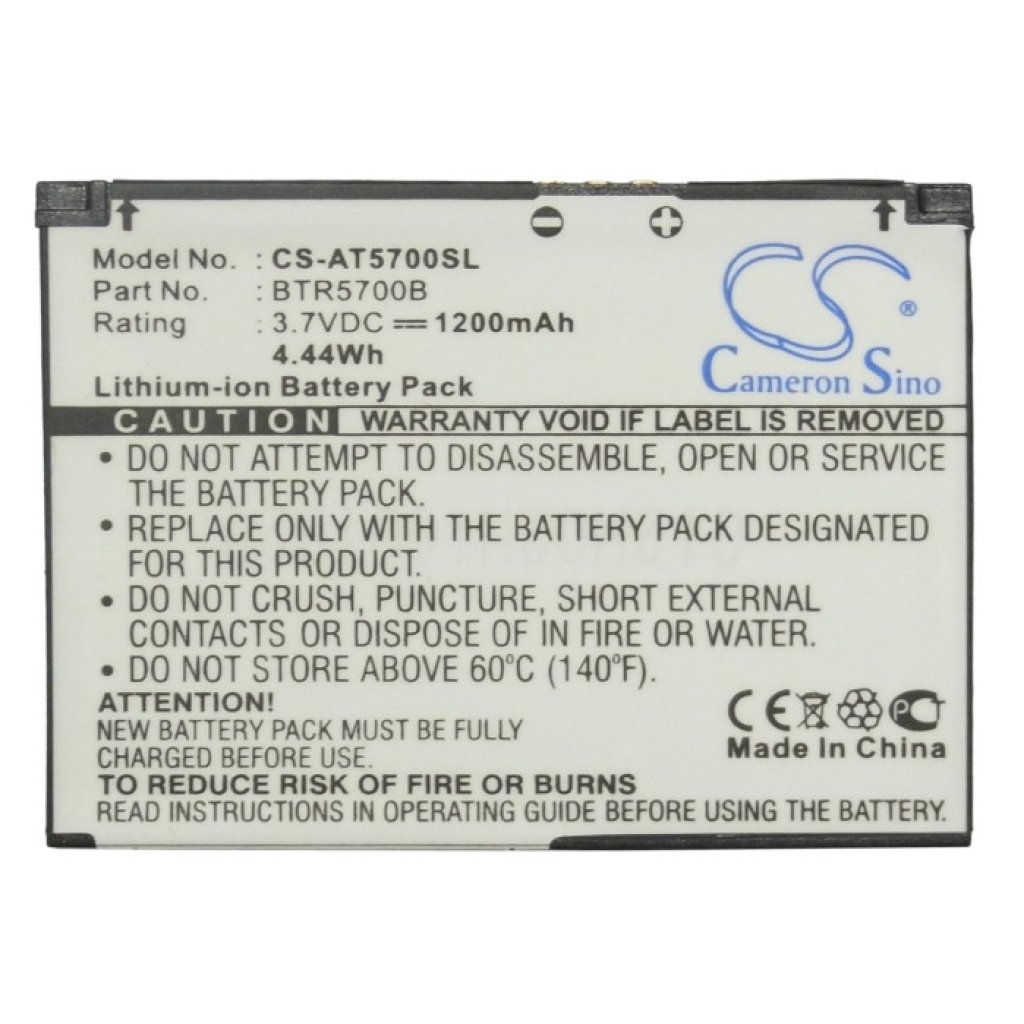 Model No. : CS-AT5700SL
Part No. : BTR5700B
Rating : 3.7VDC ⎓ 1200mAh
4.44Wh
Lithium-ion Battery Pack
CS®
Cameron Sino
CAUTION WARRANTY VOID IF LABEL IS REMOVED
• DO NOT ATTEMPT TO DISASSEMBLE, OPEN OR SERVICE
THE BATTERY PACK.
• REPLACE ONLY WITH THE BATTERY PACK DESIGNATED
FOR THIS PRODUCT.
• DO NOT CRUSH, PUNCTURE, SHORT EXTERNAL
CONTACTS OR DISPOSE OF IN FIRE OR WATER.
• DO NOT STORE ABOVE 60°C (140°F).
ATTENTION!
NEW BATTERY PACK MUST BE FULLY
CHARGED BEFORE USE.
CE PC
Made In China
TO REDUCE RISK OF FIRE OR BURNS
READ INSTRUCTIONS IN OPERATING GUIDE BEFORE USING THE BATTERY.